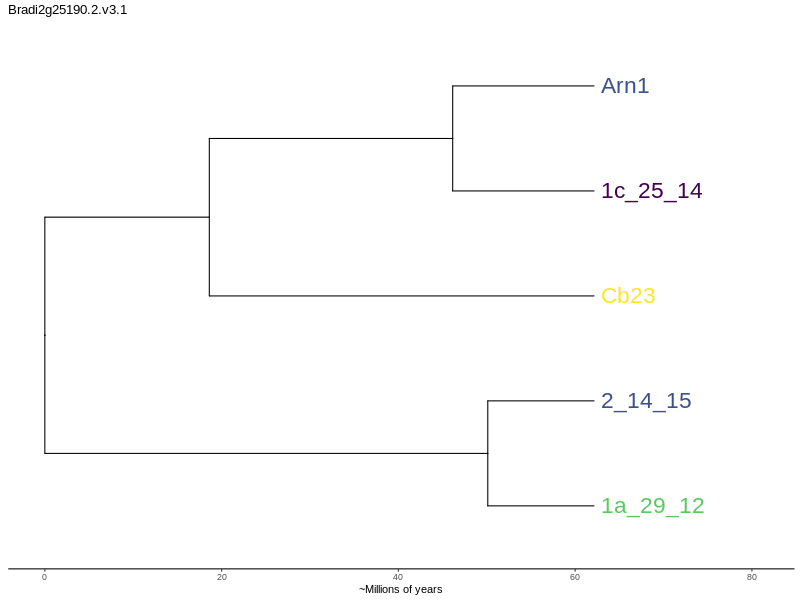 Bradi2g25190.2.v3.1
Arn1
1c_25_14
Cb23
2_14_15
1a_29_12
0 20 40 60 80
~Millions of years